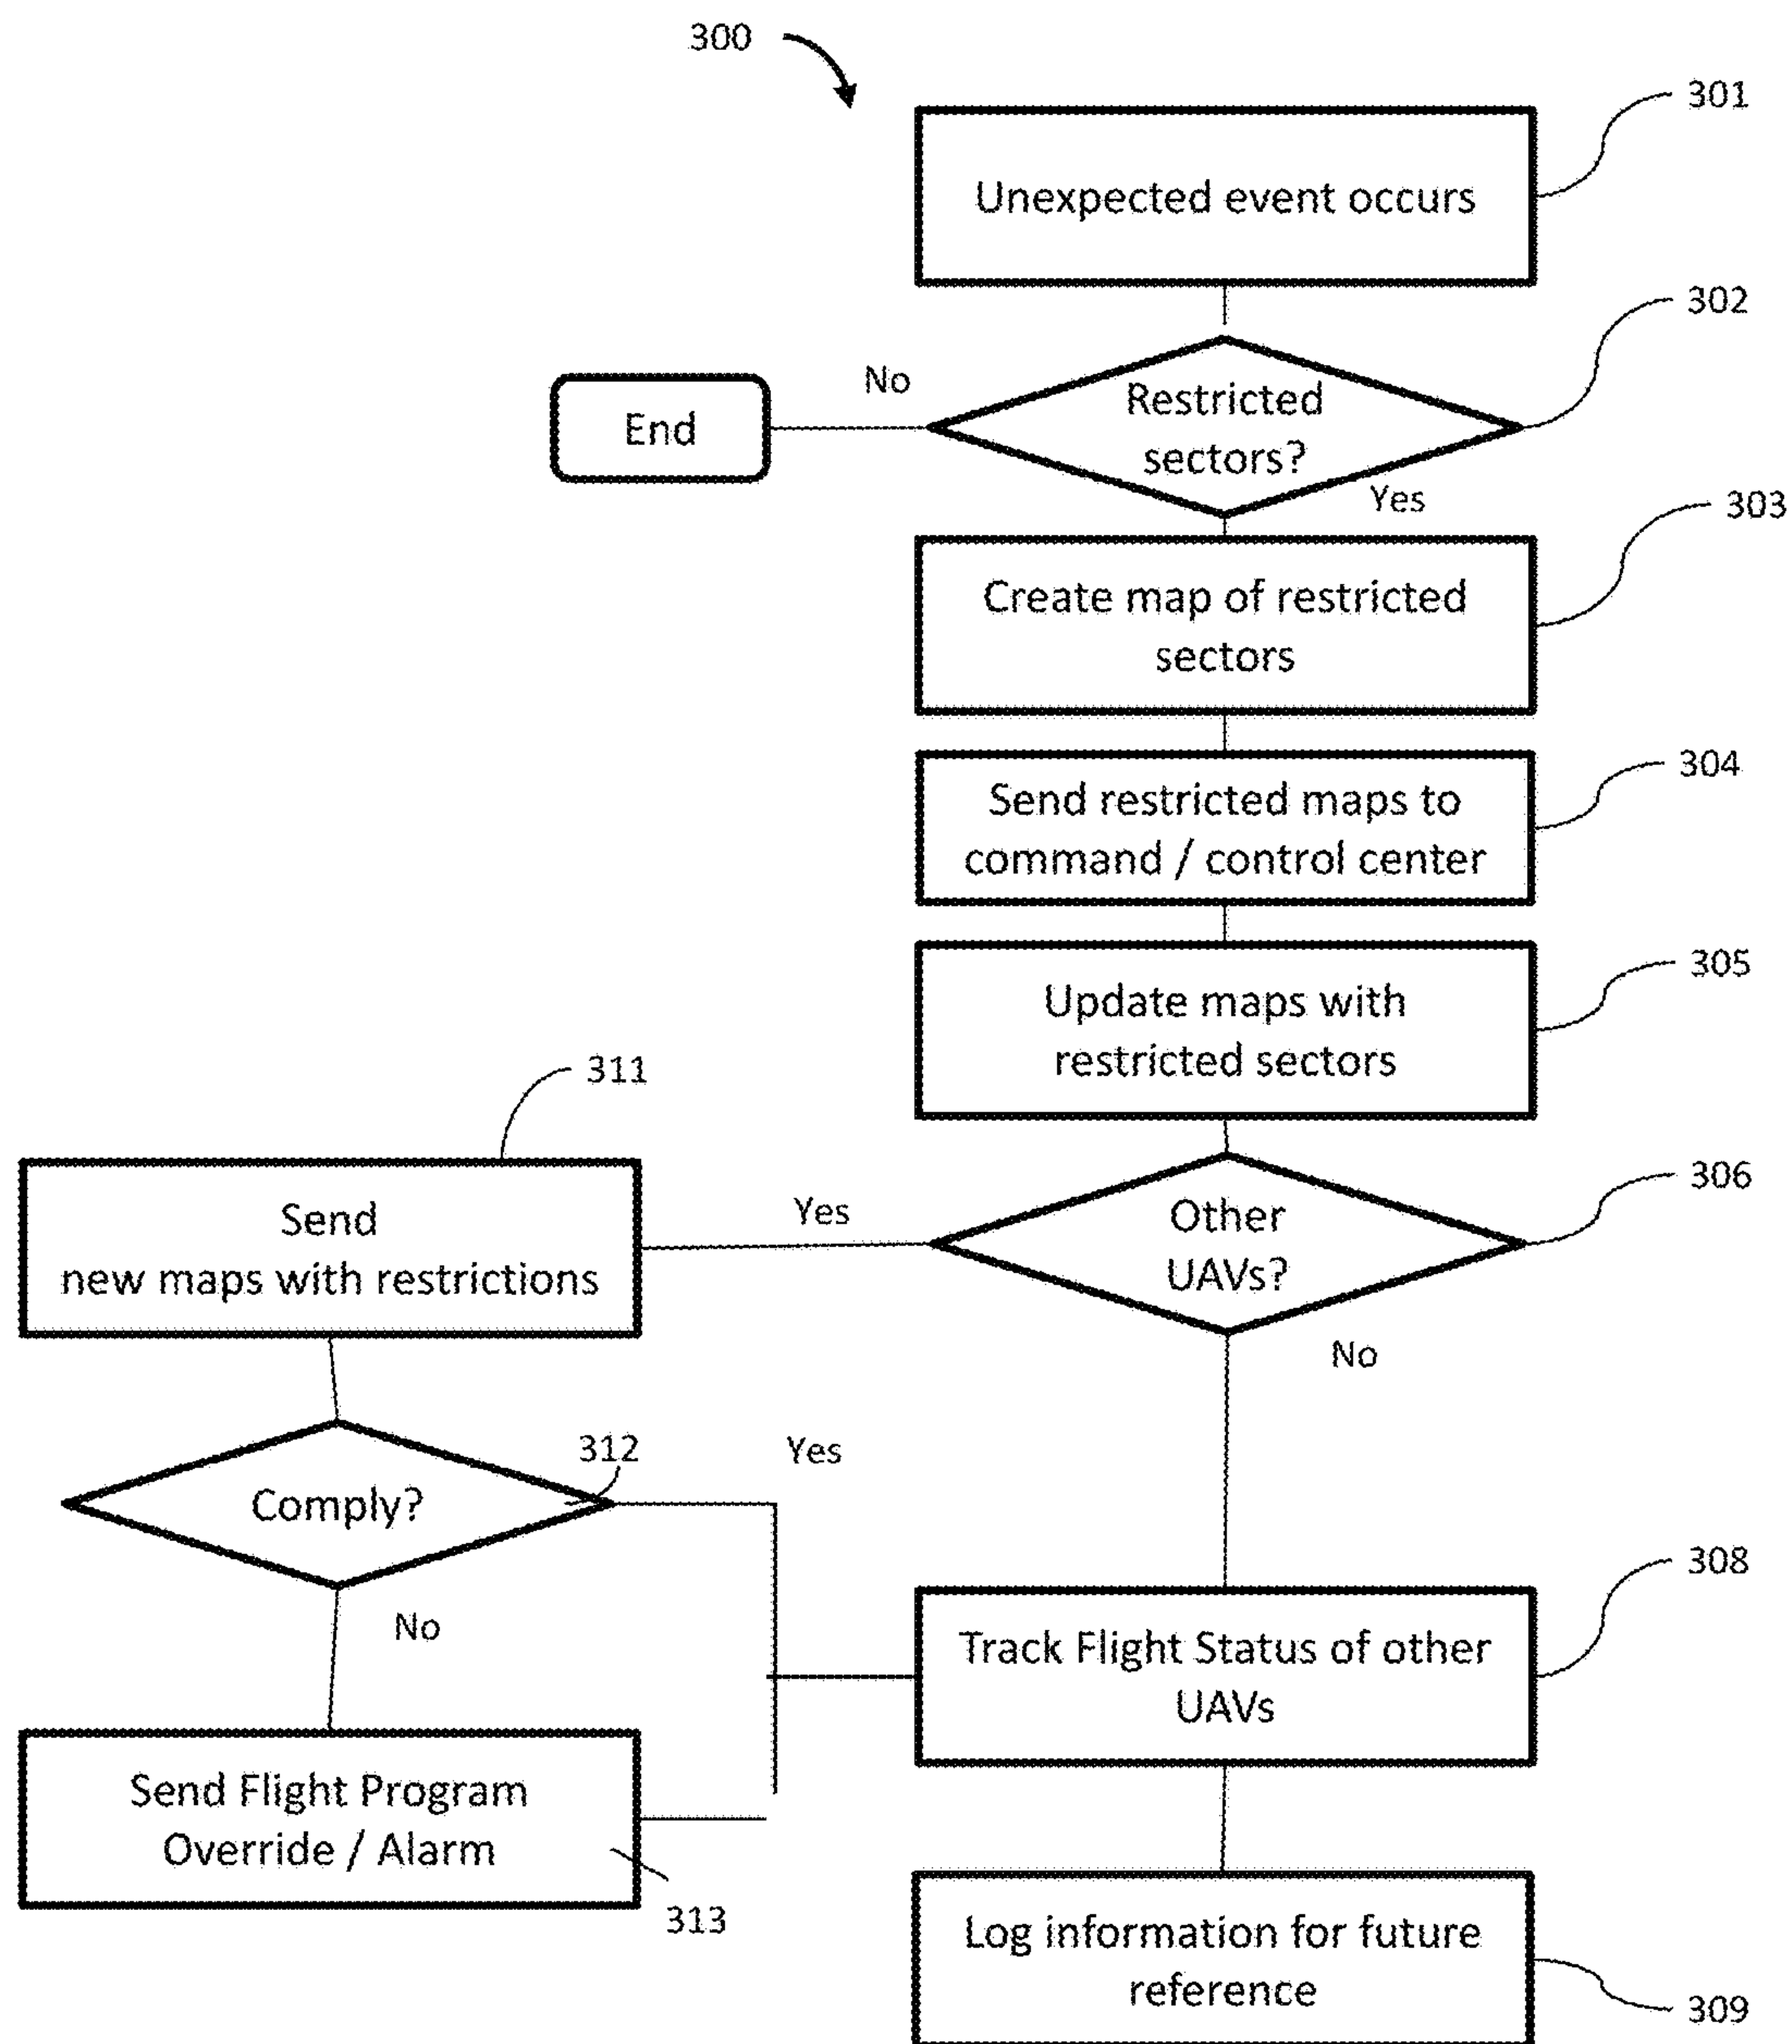 300
301
Unexpected event occurs
302
No
Restricted
sectors?
End
Yes
303
Create map of restricted
sectors
304
Send restricted maps to
command / control center
305
Update maps with
restricted sectors
311
306
Send
new maps with restrictions
Yes
Other
UAVs?
No
312
Yes
Comply?
No
308
Track Flight Status of other
UAVs
Send Flight Program
Override / Alarm
313
Log information for future
reference
309